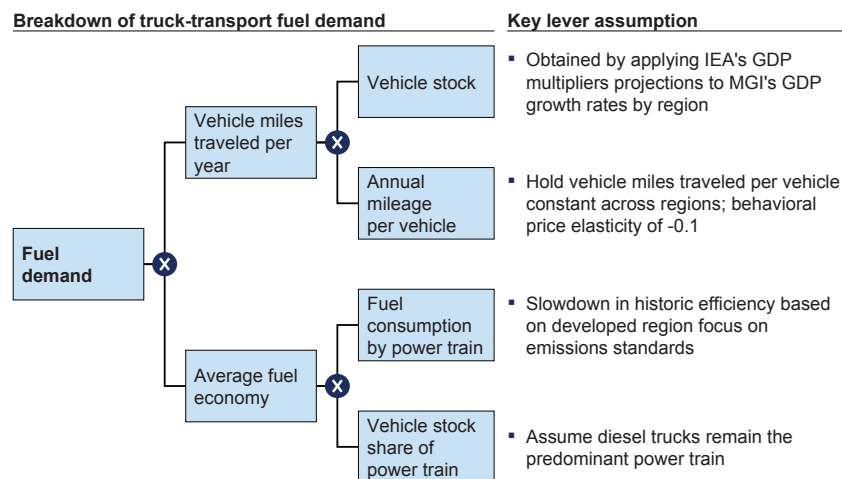 Breakdown of truck-transport fuel demand
Key lever assumption
Fuel
demand
X
Vehicle miles
traveled per
year
X
Vehicle stock
▪ Obtained by applying IEA's GDP
multipliers projections to MGI's GDP
growth rates by region
Annual
mileage
per vehicle
▪ Hold vehicle miles traveled per vehicle
constant across regions; behavioral
price elasticity of -0.1
Average fuel
economy
X
Fuel
consumption
by power train
▪ Slowdown in historic efficiency based
on developed region focus on
emissions standards
Vehicle stock
share of
power train
▪ Assume diesel trucks remain the
predominant power train